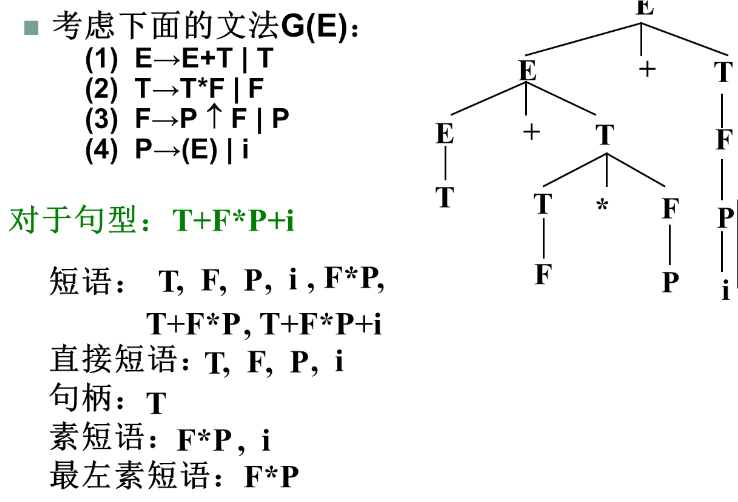 考虑下面的文法G(E)：
(1) E→E+T | T
(2) T→T*F | F
(3) F→P↑F | P
(4) P→(E) | i
对于句型：T+F*P+i
短语： T, F, P, i , F*P,
T+F*P , T+F*P+i
直接短语：T, F, P, i
句柄：T
素短语：F*P , i
最左素短语：F*P
E
E + T
E + T F
T T * F P
F P i